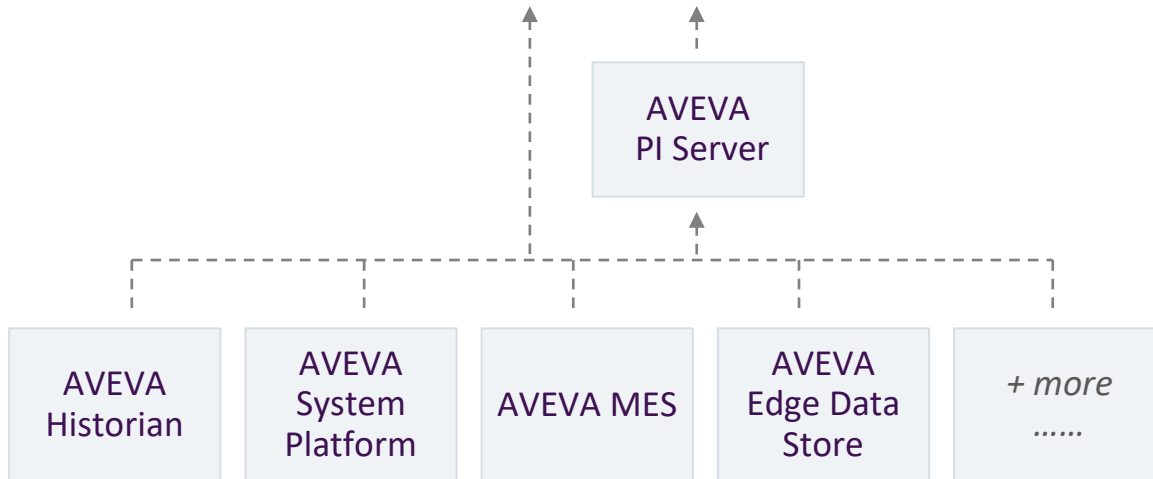 AVEVA
PI Server
AVEVA
Historian
AVEVA
System
Platform
AVEVA MES
AVEVA
Edge Data
Store
+ more
......